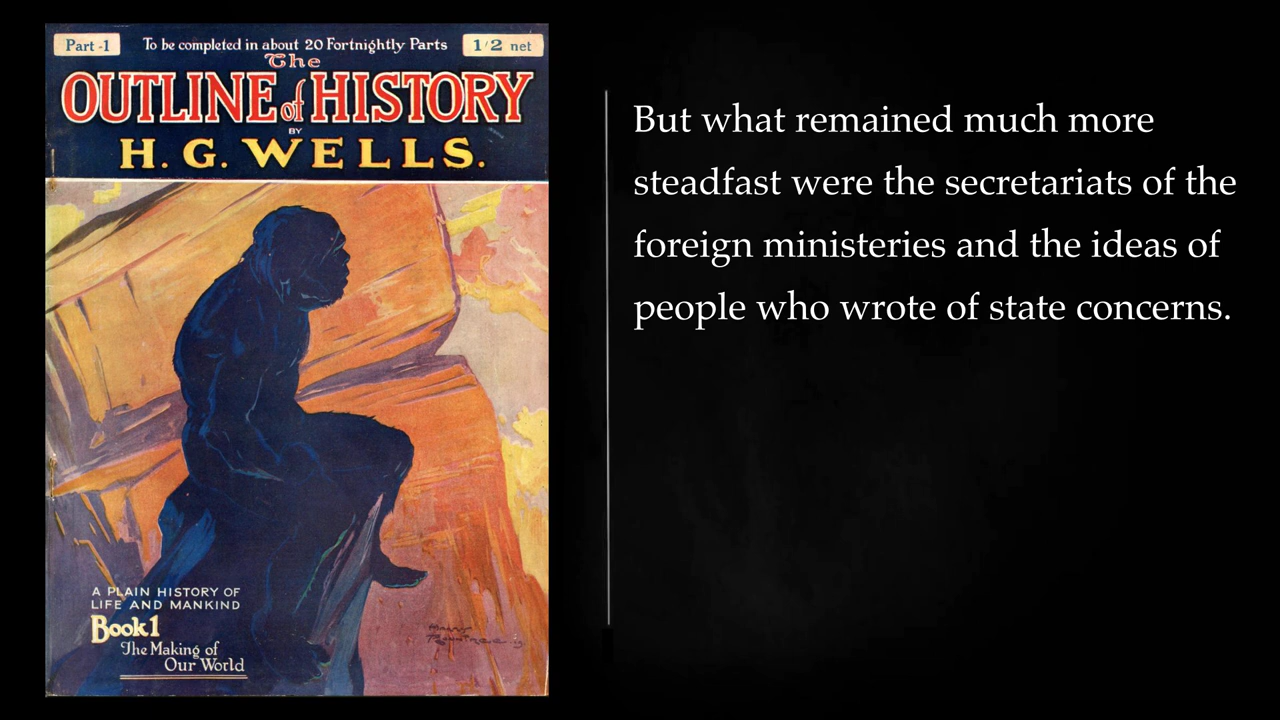 Part -1
To be completed in about 20 Fortnightly Parts
1/2 net
The
OUTLINE of HISTORY
BY
H. G. WELLS.
A PLAIN HISTORY OF
LIFE AND MANKIND
Book 1
The Making of
Our World
But what remained much more
steadfast were the secretariats of the
foreign ministeries and the ideas of
people who wrote of state concerns.